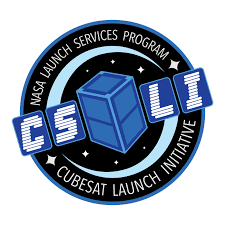 NASA LAUNCH SERVICES PROGRAM
CS LI
CUBESAT LAUNCH INITIATIVE